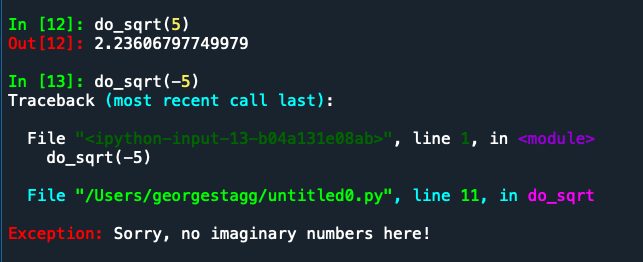 In [12]: do_sqrt(5)
Out[12]: 2.23606797749979
In [13]: do_sqrt(-5)
Traceback (most recent call last):
File "<ipython-input-13-b04a131e08ab>", line 1, in <module>
do_sqrt(-5)
File "/Users/georgestagg/untitled0.py", line 11, in do_sqrt
Exception: Sorry, no imaginary numbers here!